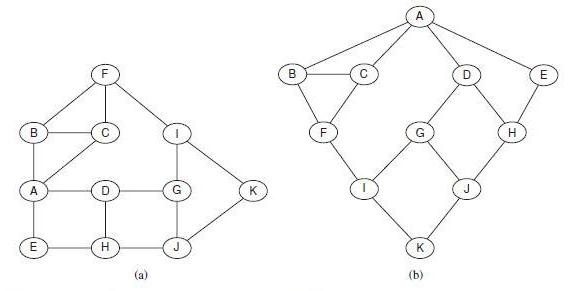 F
B C I
A D G K
E H J
(a)
A
B C D E
F G H
I J
K
(b)